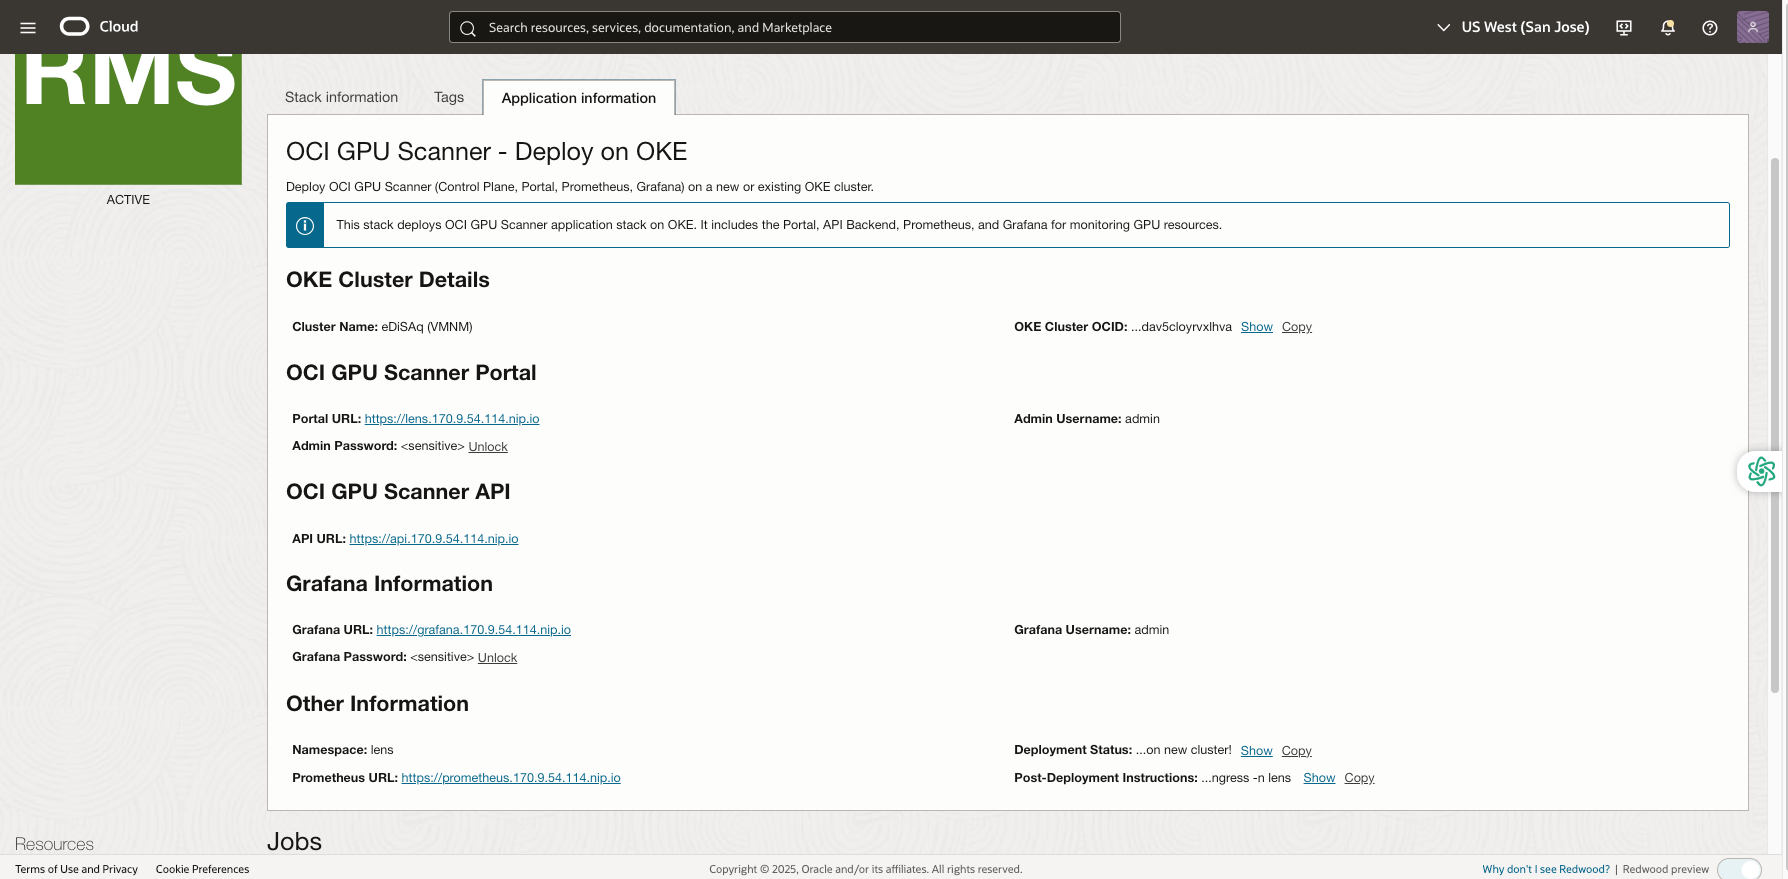 Cloud
Search resources, services, documentation, and Marketplace
US West (San Jose)
RMS
ACTIVE
Stack information
Tags
Application information
OCI GPU Scanner - Deploy on OKE
Deploy OCI GPU Scanner (Control Plane, Portal, Prometheus, Grafana) on a new or existing OKE cluster.
This stack deploys OCI GPU Scanner application stack on OKE. It includes the Portal, API Backend, Prometheus, and Grafana for monitoring GPU resources.
OKE Cluster Details
Cluster Name: eDiSAq (VMNM)
OKE Cluster OCID: ...dav5cloyrvxlhva Show Copy
OCI GPU Scanner Portal
Portal URL: https://lens.170.9.54.114.nip.io
Admin Username: admin
Admin Password: <sensitive> Unlock
OCI GPU Scanner API
API URL: https://api.170.9.54.114.nip.io
Grafana Information
Grafana URL: https://grafana.170.9.54.114.nip.io
Grafana Username: admin
Grafana Password: <sensitive> Unlock
Other Information
Namespace: lens
Deployment Status: ...on new cluster! Show Copy
Prometheus URL: https://prometheus.170.9.54.114.nip.io
Post-Deployment Instructions: ...ngress -n lens Show Copy
Resources
Jobs
Terms of Use and Privacy
Cookie Preferences
Copyright © 2025, Oracle and/or its affiliates. All rights reserved.
Why don't I see Redwood? | Redwood preview